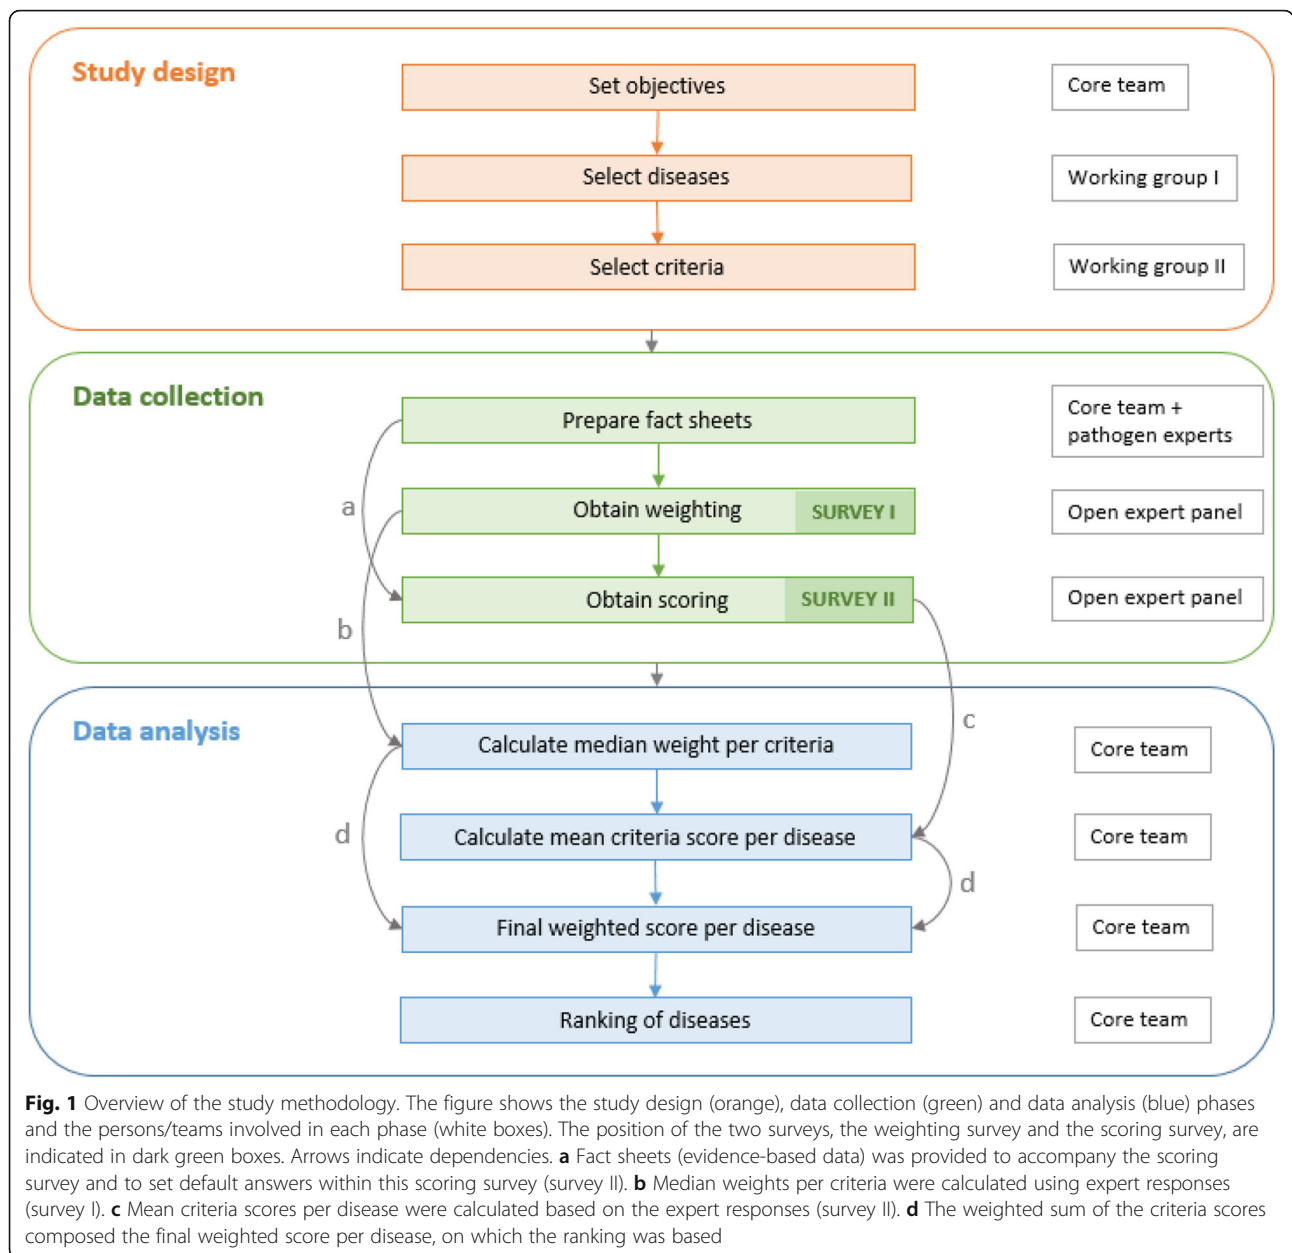 Study design
Set objectives
Core team
Select diseases
Working group I
Select criteria
Working group II
Data collection
Prepare fact sheets
Core team +
pathogen experts
a
Obtain weighting
SURVEY I
Open expert panel
Obtain scoring
SURVEY II
Open expert panel
b
Data analysis
c
Calculate median weight per criteria
Core team
d
Calculate mean criteria score per disease
Core team
d
Final weighted score per disease
Core team
Ranking of diseases
Core team
Fig. 1 Overview of the study methodology. The figure shows the study design (orange), data collection (green) and data analysis (blue) phases
and the persons/teams involved in each phase (white boxes). The position of the two surveys, the weighting survey and the scoring survey, are
indicated in dark green boxes. Arrows indicate dependencies. a Fact sheets (evidence-based data) was provided to accompany the scoring
survey and to set default answers within this scoring survey (survey II). b Median weights per criteria were calculated using expert responses
(survey I). c Mean criteria scores per disease were calculated based on the expert responses (survey II). d The weighted sum of the criteria scores
composed the final weighted score per disease, on which the ranking was based